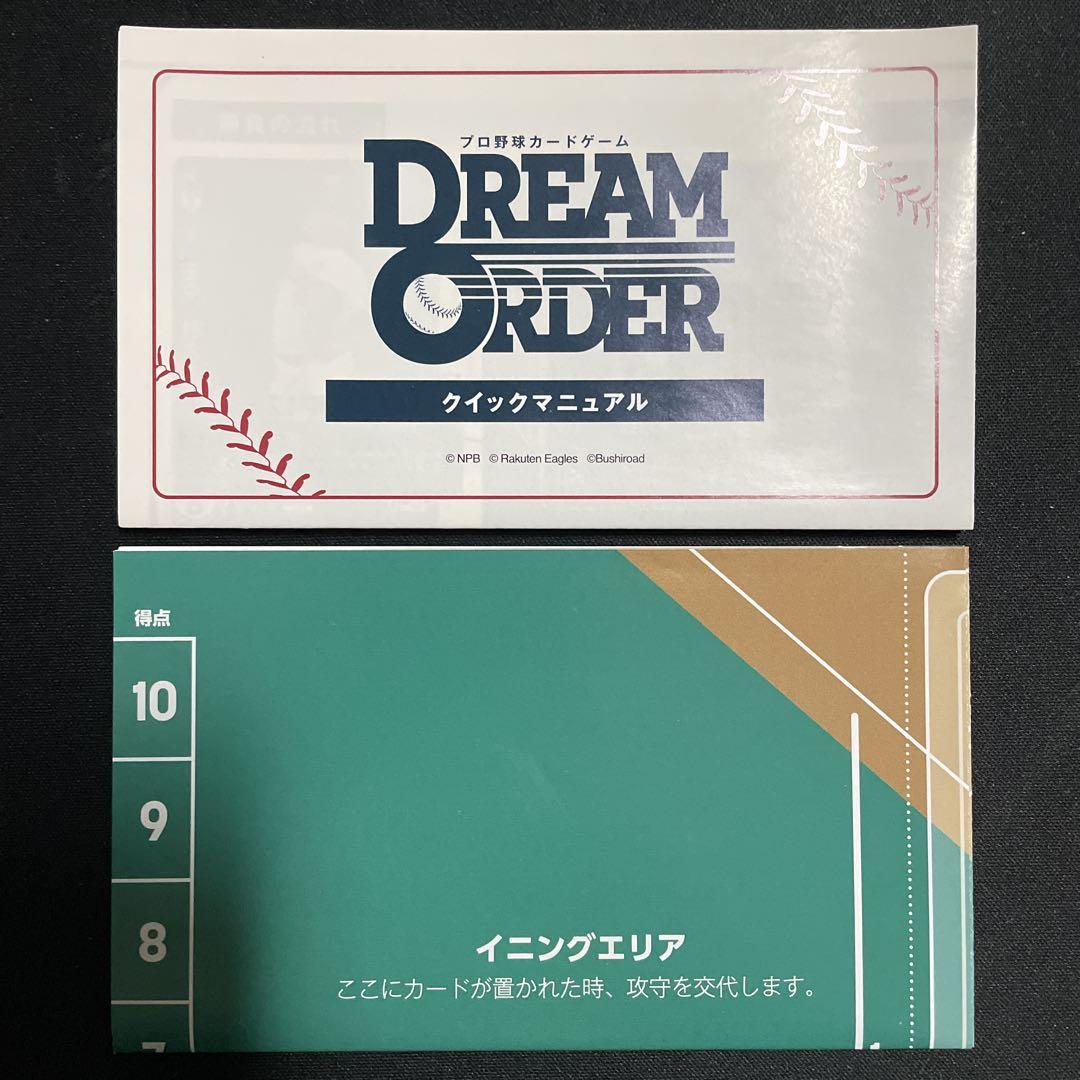 プロ野球カードゲーム
DREAM
ORDER
クイックマニュアル
© NPB © Rakuten Eagles ©Bushiroad
得点
10
9
8
7
イニングエリア
ここにカードが置かれた時、攻守を交代します。